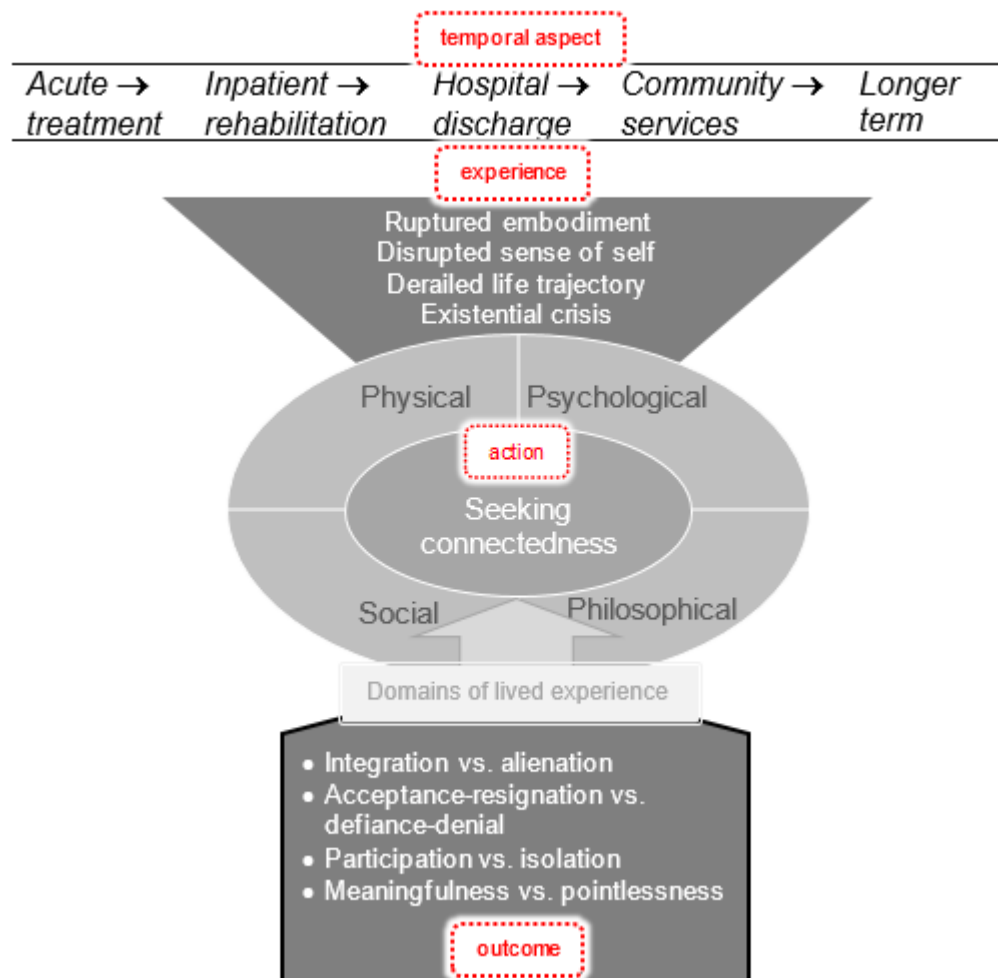 temporal aspect
Acute → Inpatient → Hospital → Community → Longer
treatment rehabilitation discharge services term
experience
Ruptured embodiment
Disrupted sense of self
Derailed life trajectory
Existential crisis
Physical Psychological
action
Seeking
connectedness
Social Philosophical
Domains of lived experience
• Integration vs. alienation
• Acceptance-resignation vs.
defiance-denial
• Participation vs. isolation
• Meaningfulness vs. pointlessness
outcome